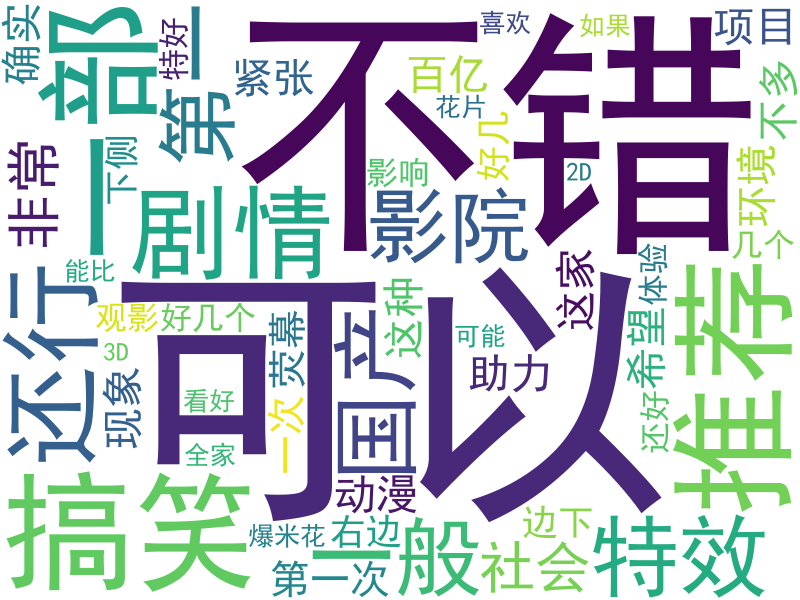 不错
可以
一部
第一
剧情
影院
推荐
还行
搞笑
一般
特效
国产
非常
确实
特好
紧张
百亿
喜欢
如果
项目
不多
花片
好几
影响
2D
环境
下侧
几个
这家
体验
能比
观影
好几个
这种
3D
荧幕
可能
希望
现象
助力
看好
一次
还好
全家
动漫
爆米花
右边
边下
社会
第一次